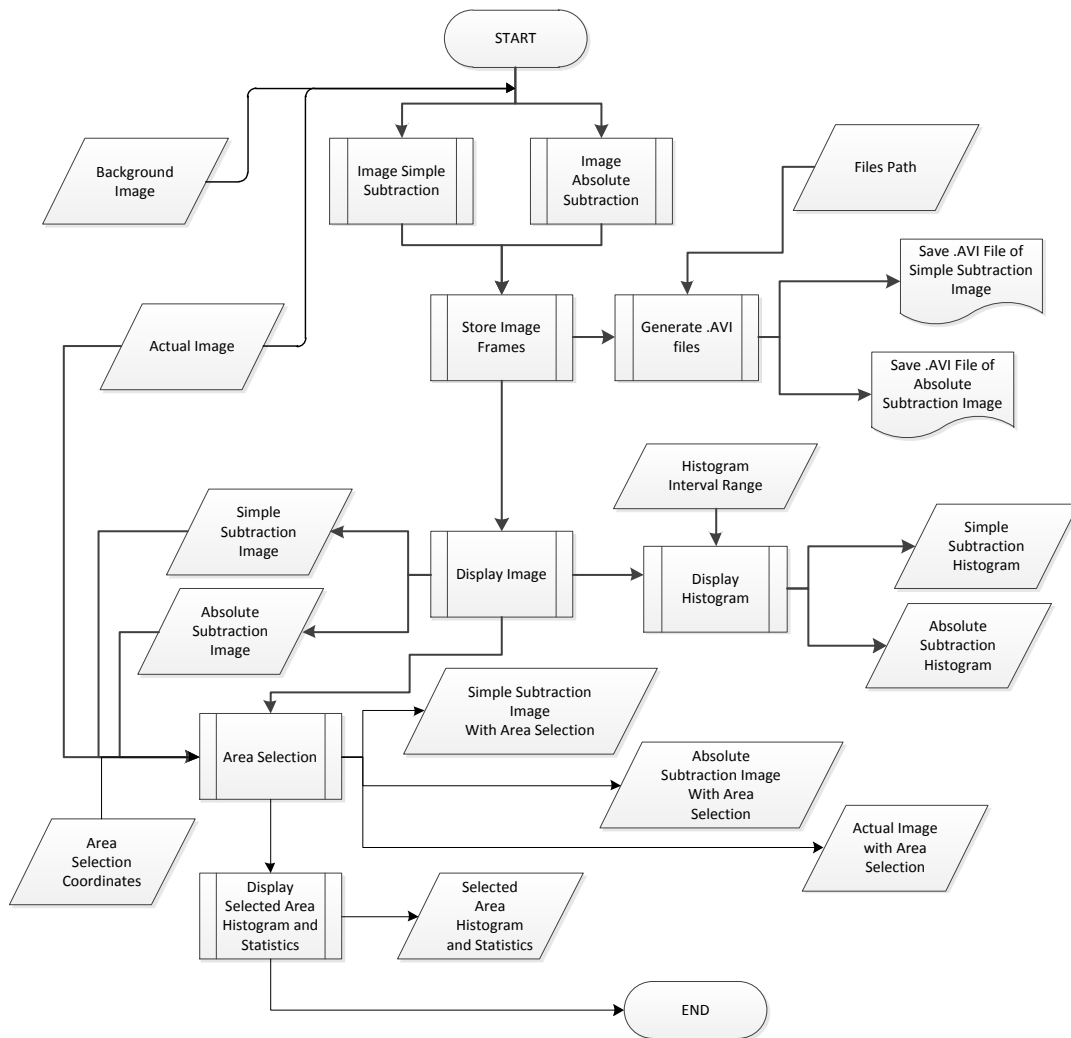 START
Background
Image
Image Simple
Subtraction
Image
Absolute
Subtraction
Files Path
Save .AVI File of
Simple Subtraction
Image
Actual Image
Store Image
Frames
Generate .AVI
files
Save .AVI File of
Absolute
Subtraction Image
Histogram
Interval Range
Simple
Subtraction
Image
Display Image
Display
Histogram
Simple
Subtraction
Histogram
Absolute
Subtraction
Image
Absolute
Subtraction
Histogram
Simple Subtraction
Image
With Area Selection
Area Selection
Absolute
Subtraction Image
With Area
Selection
Area
Selection
Coordinates
Actual Image
with Area
Selection
Display
Selected Area
Histogram and
Statistics
Selected
Area
Histogram
and Statistics
END